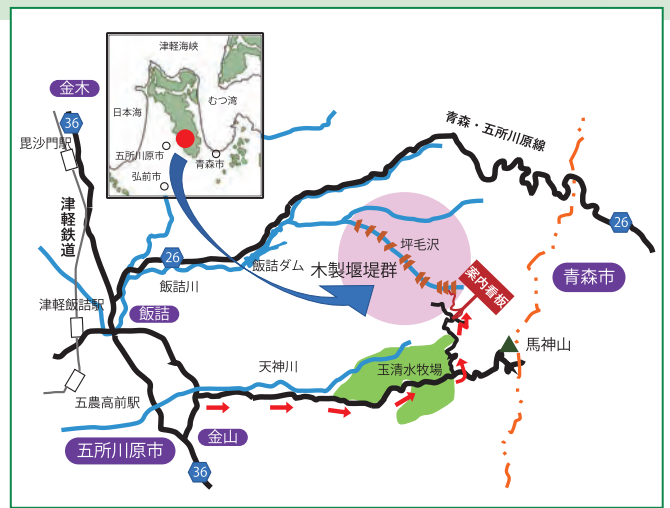 津軽海峡
日本海
むつ湾
五所川原市
青森市
弘前市
金木
36
毘沙門駅
津軽鉄道
青森・五所川原線
26
青森市
坪毛沢
木製堰堤群
案内看板
飯詰ダム
26
飯詰川
津軽飯詰駅
飯詰
馬神山
天神川
玉清水牧場
五農高前駅
金山
五所川原市
36